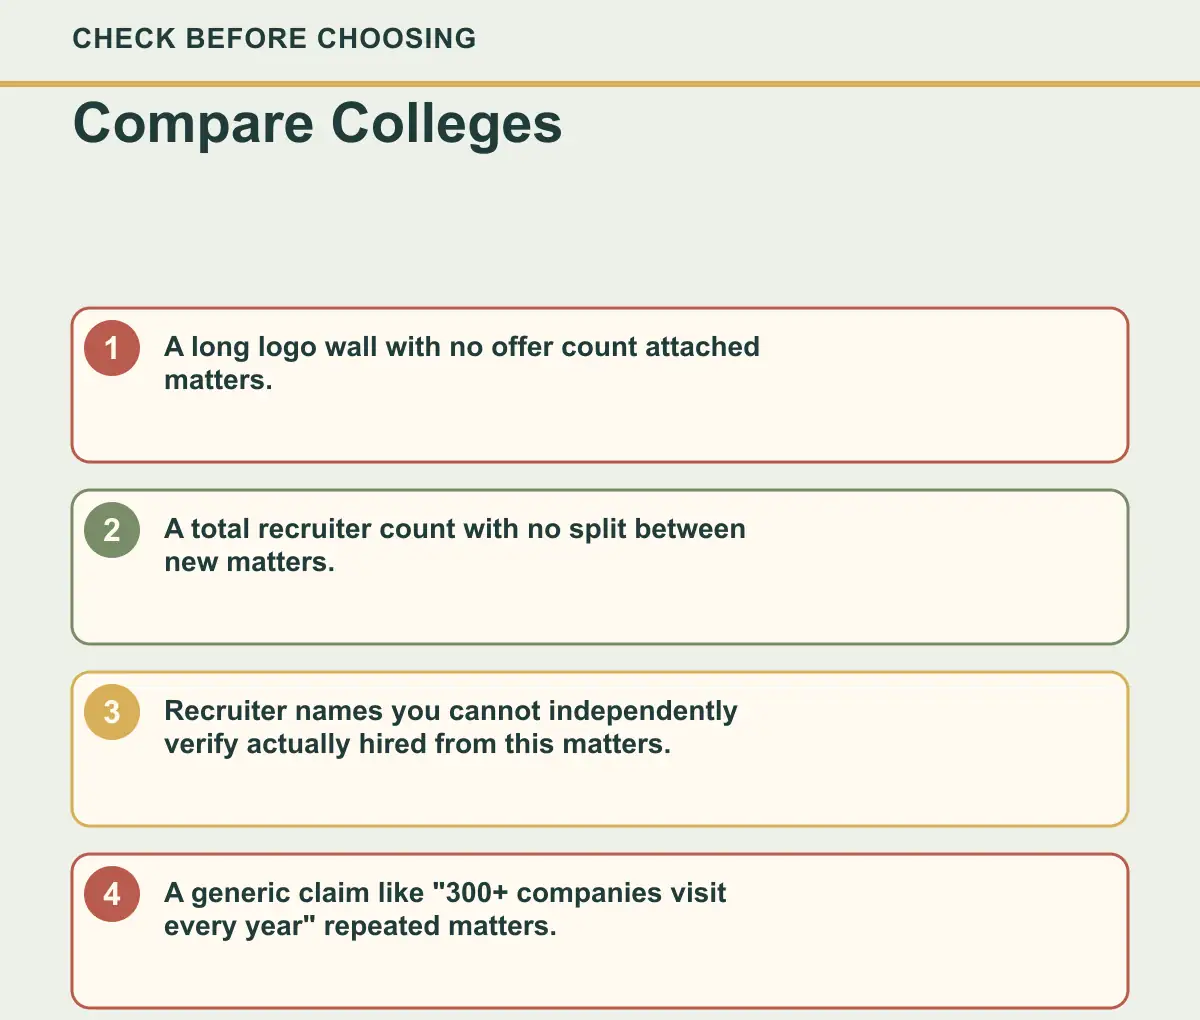 CHECK BEFORE CHOOSING
Compare Colleges
1
A long logo wall with no offer count attached
matters.
2
A total recruiter count with no split between
new matters.
3
Recruiter names you cannot independently
verify actually hired from this matters.
4
A generic claim like "300+ companies visit
every year" repeated matters.